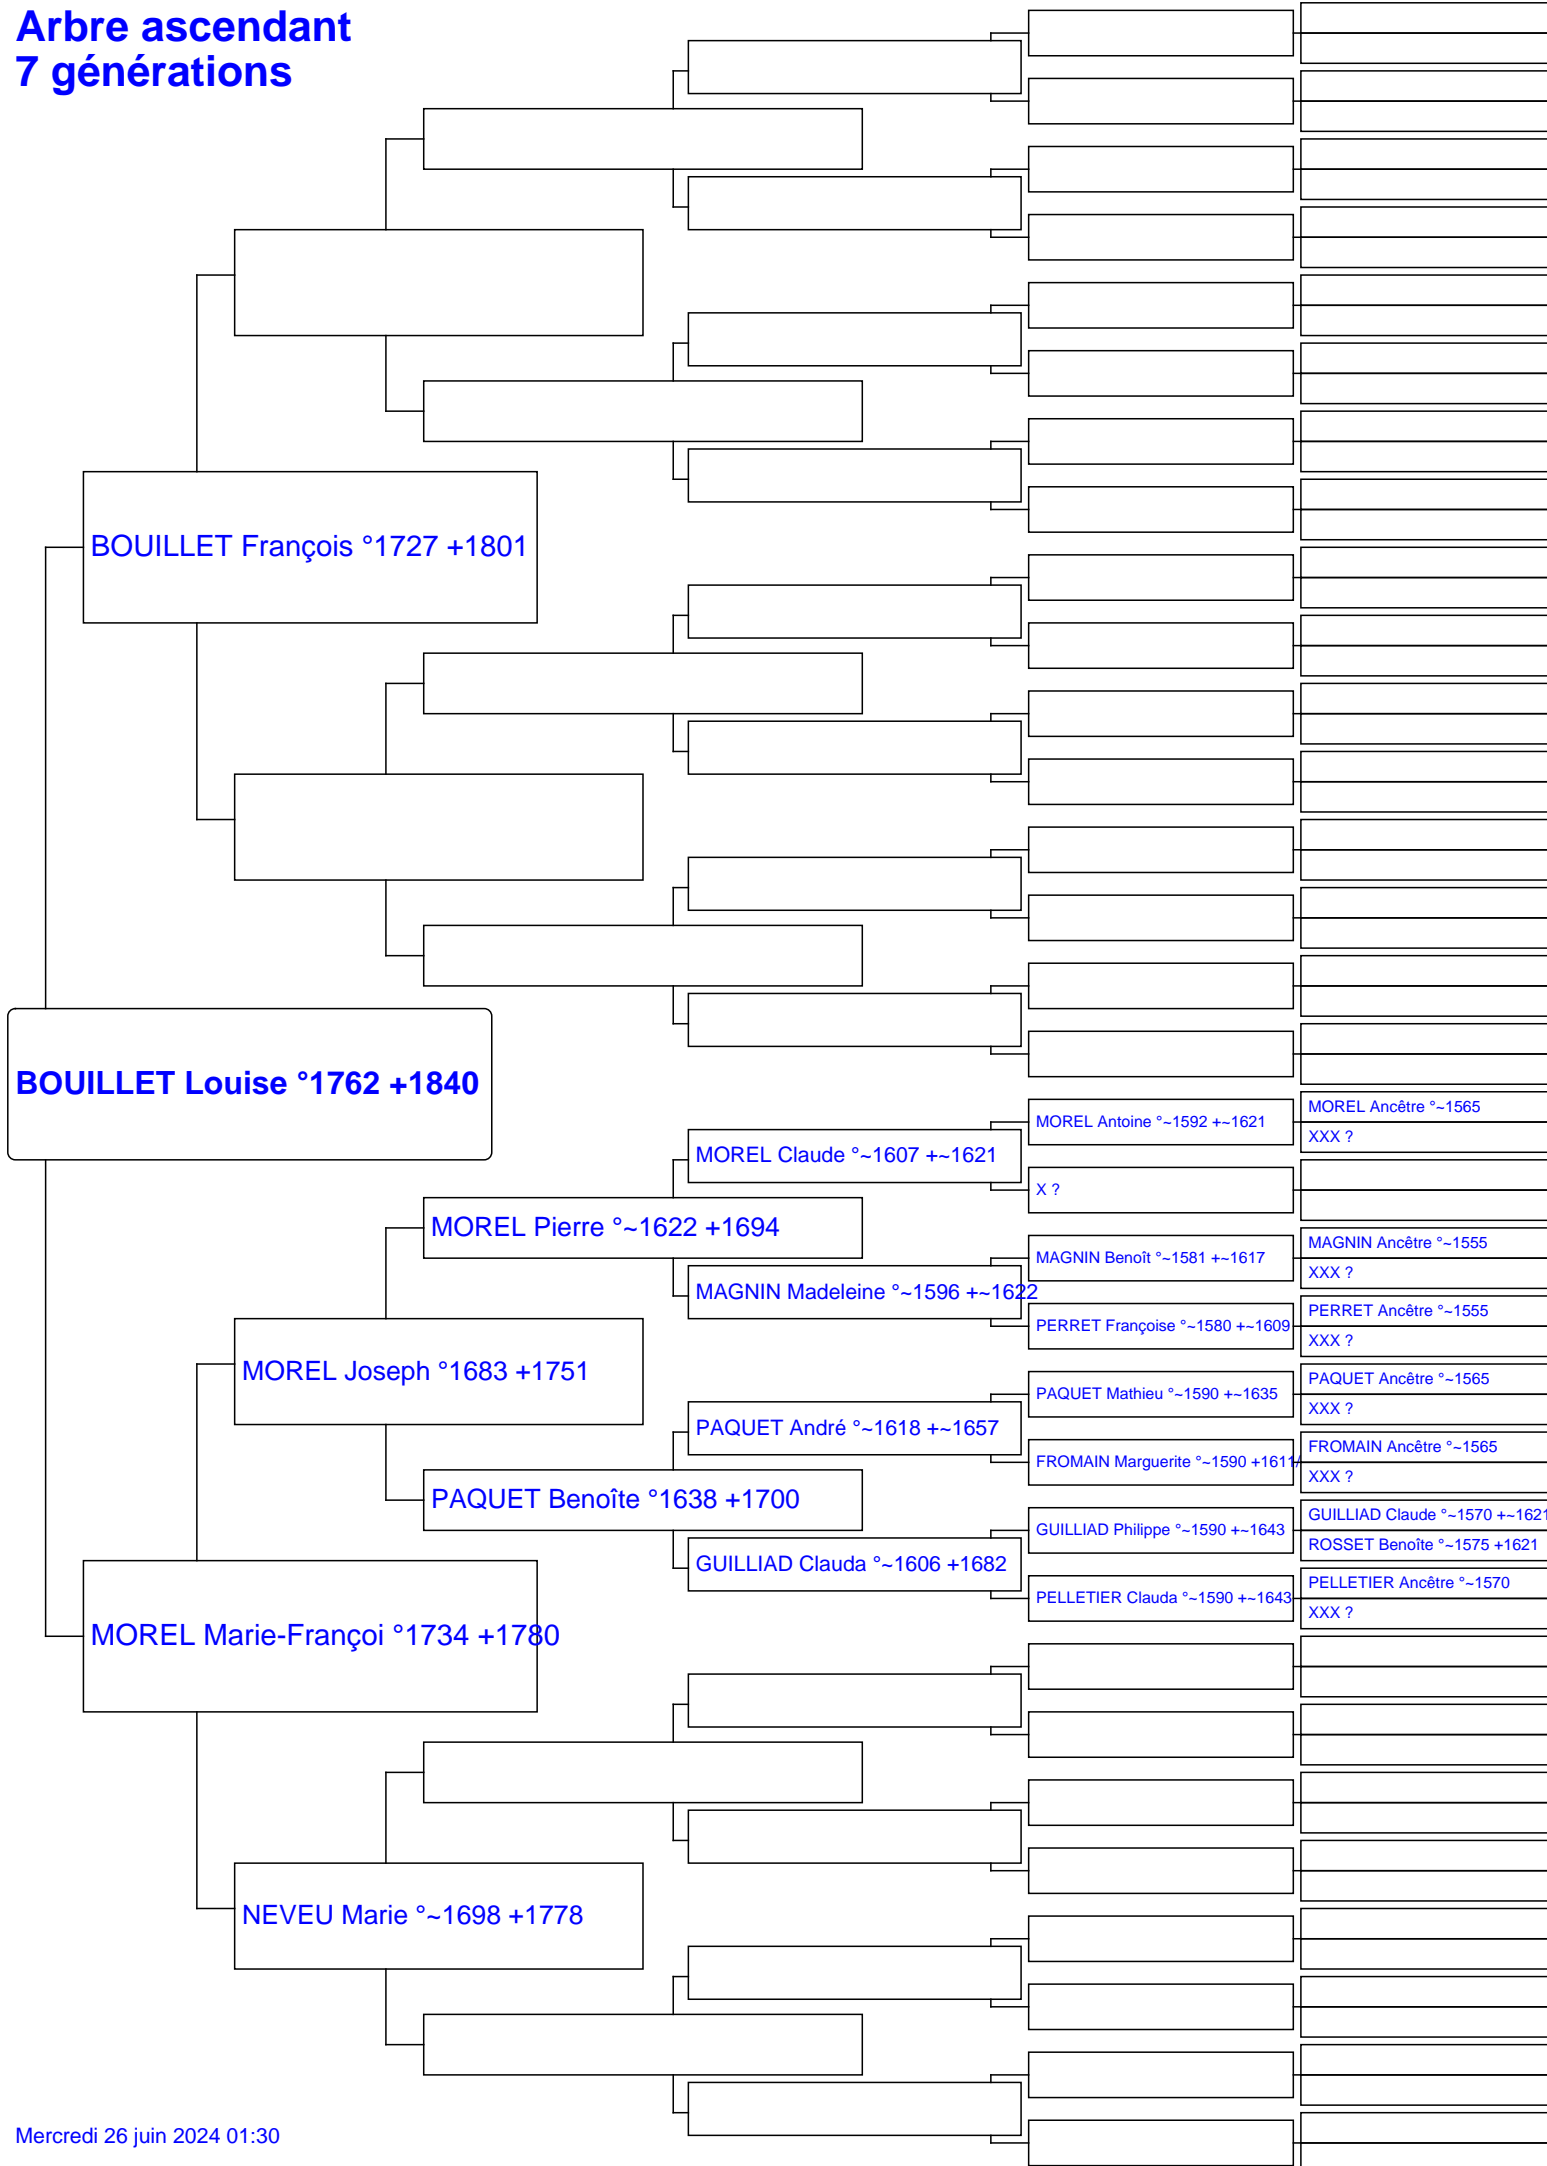 Arbre ascendant
7 générations
BOUILLET François °1727 +1801
BOUILLET Louise °1762 +1840
MOREL Antoine °~1592 +~1621
MOREL Ancêtre °~1565
XXX ?
MOREL Claude °~1607 +~1621
X ?
MOREL Pierre °~1622 +1694
MAGNIN Benoît °~1581 +~1617
MAGNIN Ancêtre °~1555
XXX ?
MAGNIN Madeleine °~1596 +~1622
PERRET Françoise °~1580 +~1609
PERRET Ancêtre °~1555
XXX ?
MOREL Joseph °1683 +1751
PAQUET Mathieu °~1590 +~1635
PAQUET Ancêtre °~1565
XXX ?
PAQUET André °~1618 +~1657
FROMAIN Marguerite °~1590 +1611/
FROMAIN Ancêtre °~1565
XXX ?
PAQUET Benoîte °1638 +1700
GUILLIAD Philippe °~1590 +~1643
GUILLIAD Claude °~1570 +~1621
ROSSET Benoîte °~1575 +1621
GUILLIAD Clauda °~1606 +1682
PELLETIER Clauda °~1590 +~1643
PELLETIER Ancêtre °~1570
XXX ?
MOREL Marie-Françoi °1734 +1780
NEVEU Marie °~1698 +1778
Mercredi 26 juin 2024 01:30